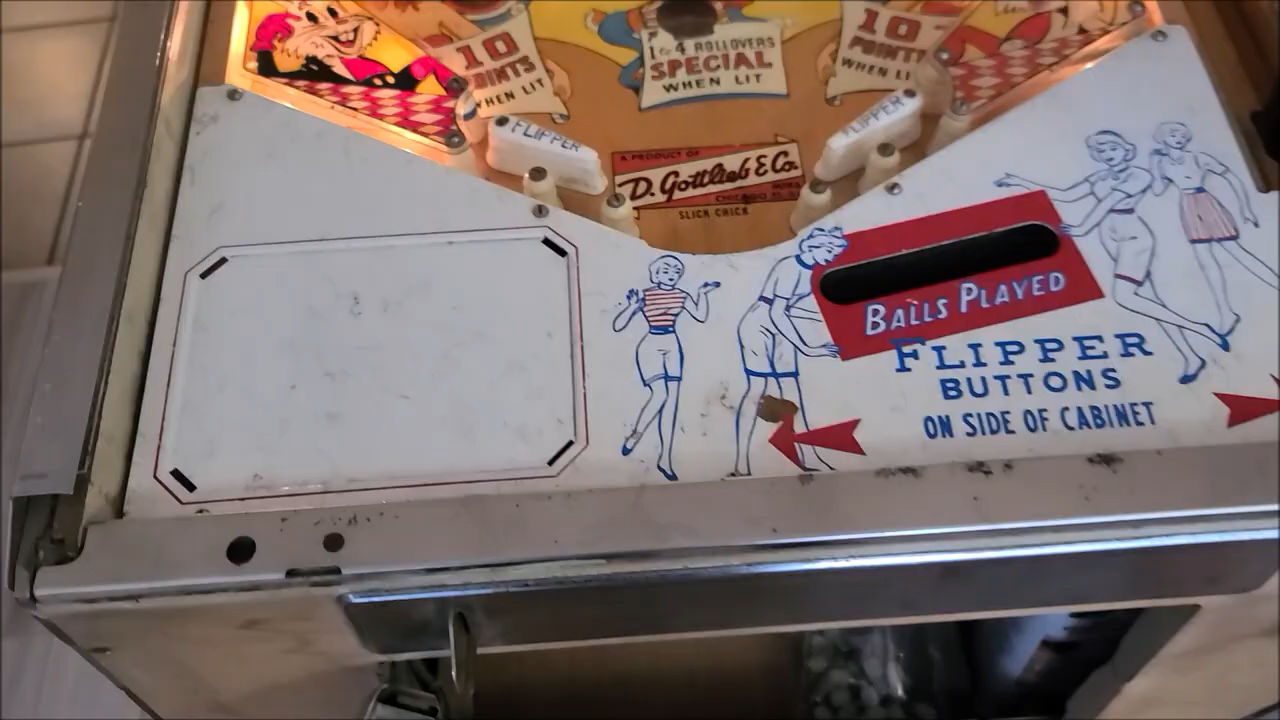 10
POINTS
WHEN LIT
1 to 4 ROLLOVERS
SPECIAL
WHEN LIT
10
POINTS
WHEN LIT
FLIPPER
FLIPPER
A PRODUCT OF
D. Gottlieb & Co.
CHICAGO
SLICK CHICK
BALLS PLAYED
FLIPPER
BUTTONS
ON SIDE OF CABINET